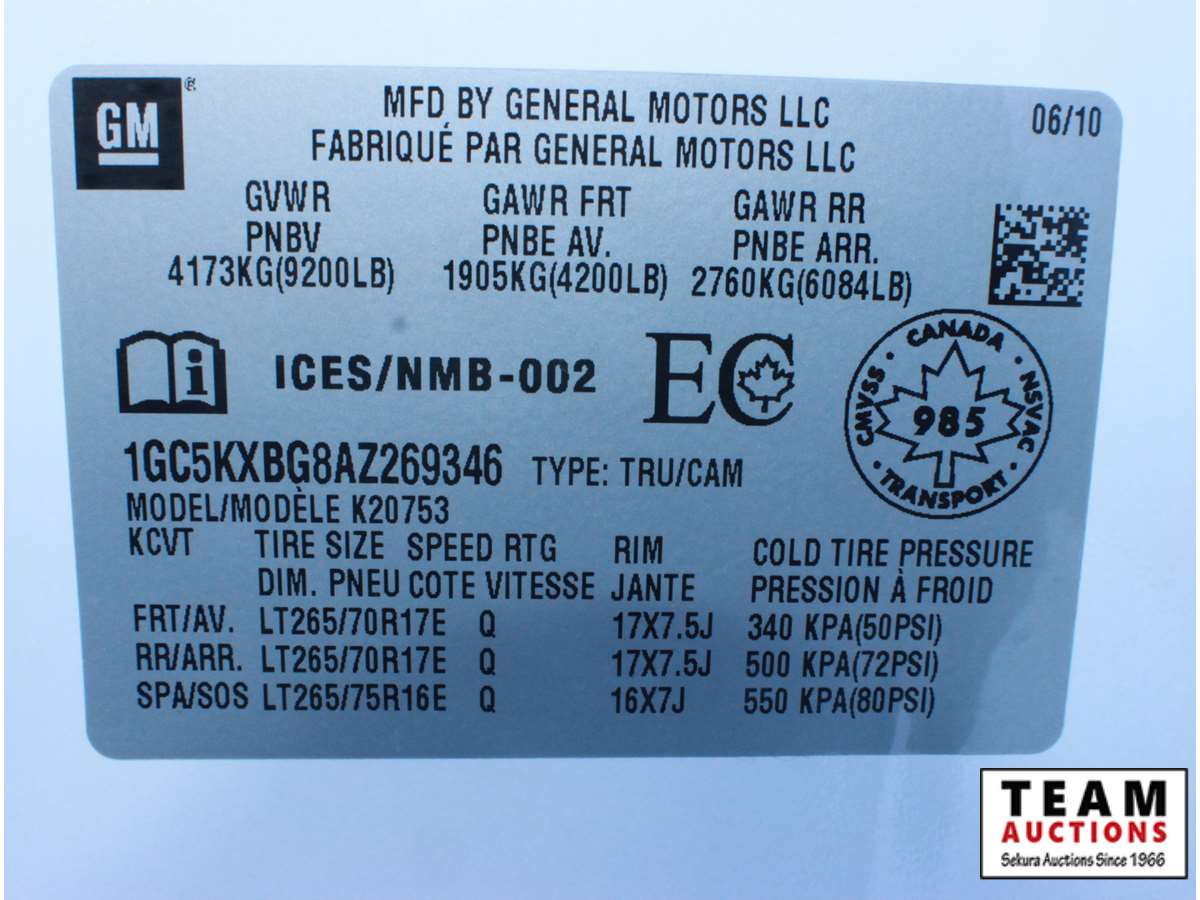 GM
MFD BY GENERAL MOTORS LLC
06/10
FABRIQUÉ PAR GENERAL MOTORS LLC
GVWR GAWR FRT GAWR RR
PNBV PNBE AV. PNBE ARR.
4173KG(9200LB) 1905KG(4200LB) 2760KG(6084LB)
i ICES/NMB-002 EC
CANADA
CMVSS 985 NSVAC
TRANSPORT
1GC5KXBG8AZ269346 TYPE: TRU/CAM
MODEL/MODÈLE K20753
KCVT TIRE SIZE SPEED RTG RIM COLD TIRE PRESSURE
DIM. PNEU COTE VITESSE JANTE PRESSION À FROID
FRT/AV. LT265/70R17E Q 17X7.5J 340 KPA(50PSI)
RR/ARR. LT265/70R17E Q 17X7.5J 500 KPA(72PSI)
SPA/SOS LT265/75R16E Q 16X7J 550 KPA(80PSI)
TEAM
AUCTIONS
Sekura Auctions Since 1966